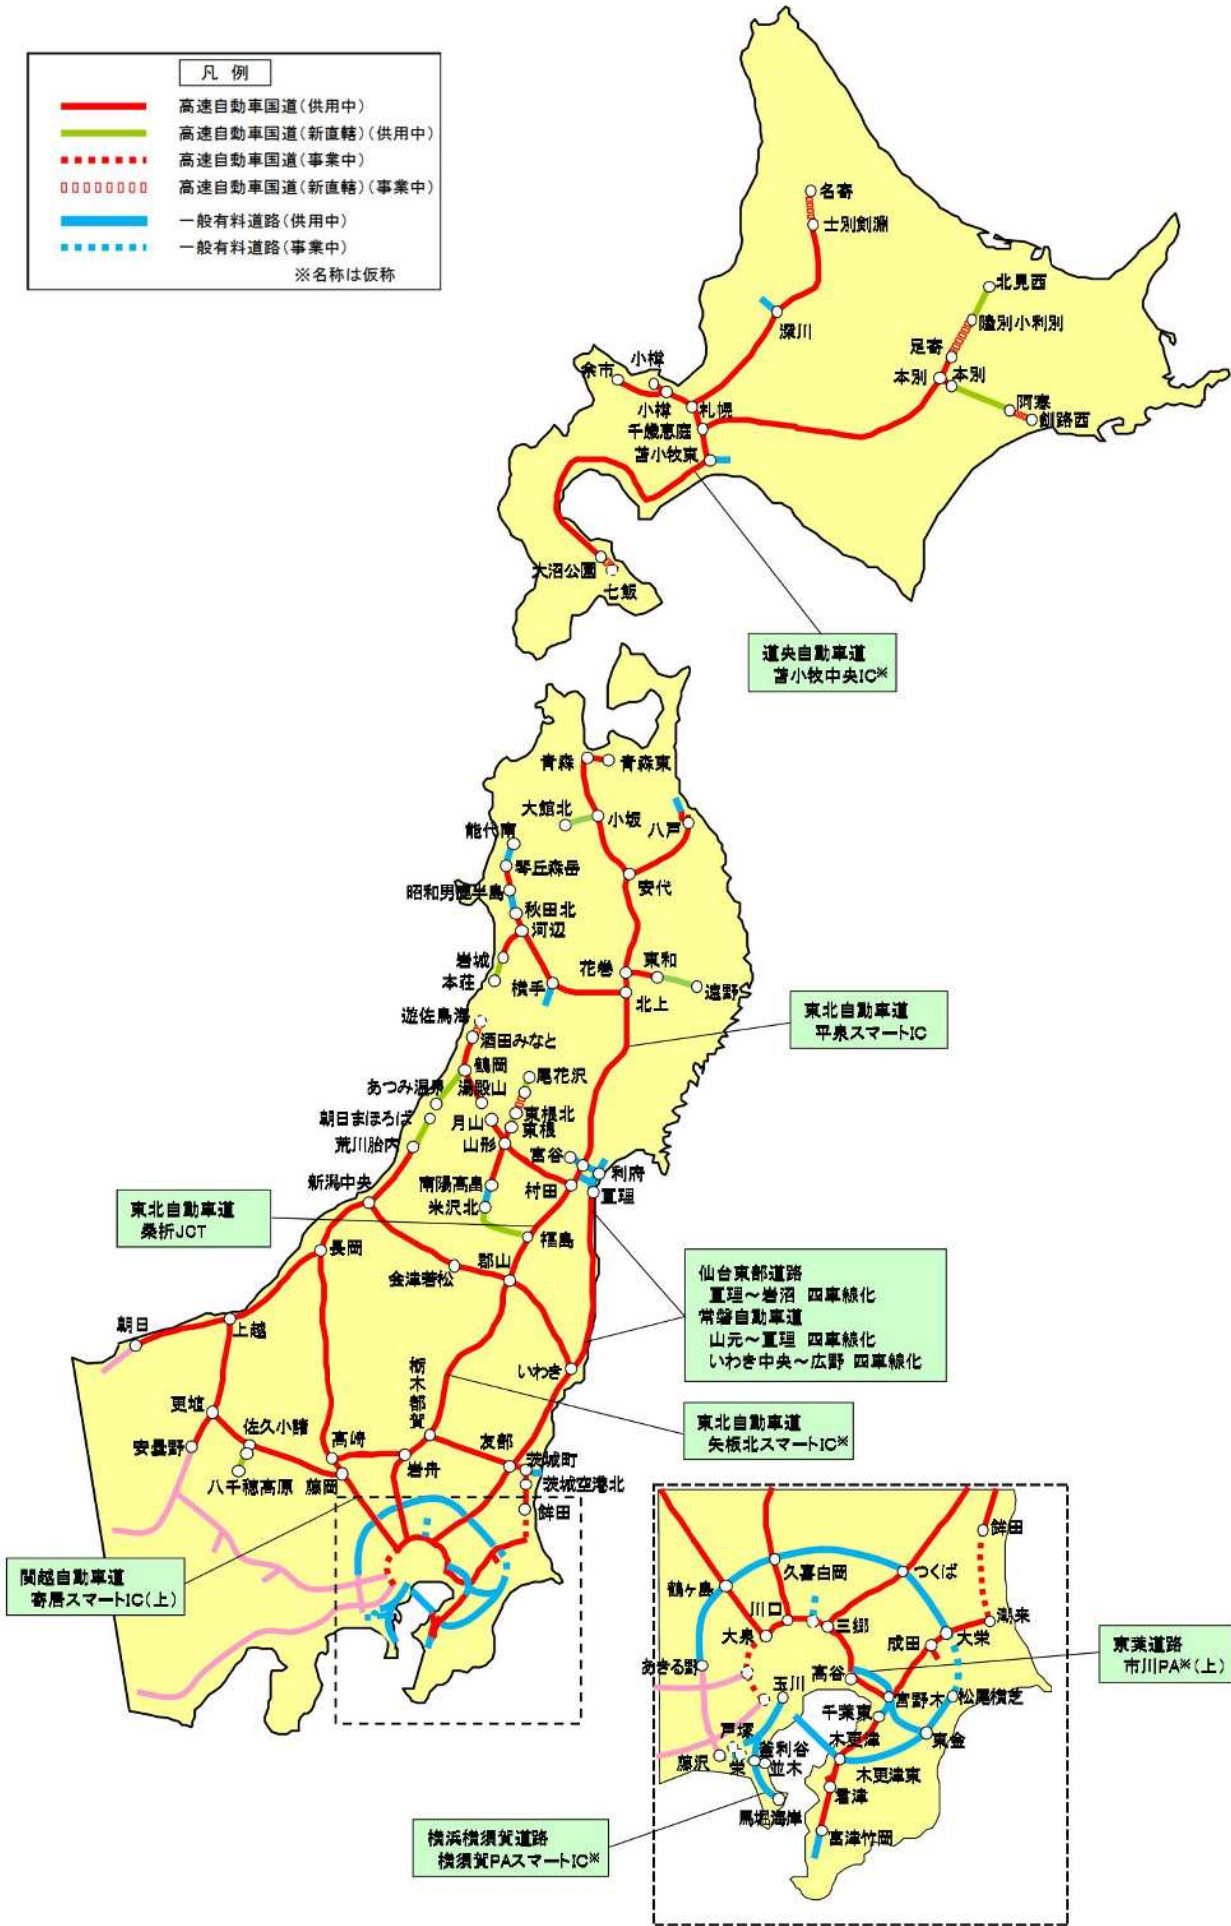 凡 例
高速自動車国道(供用中)
高速自動車国道(新直轄)(供用中)
高速自動車国道(事業中)
高速自動車国道(新直轄)(事業中)
一般有料道路(供用中)
一般有料道路(事業中)
※名称は仮称
名寄
士別剣淵
北見西
陸別小利別
深川
足寄
小樽
余市
本別
本別
小樽
札幌
阿寒
釧路西
千歳恵庭
苫小牧東
大沼公園
七飯
道央自動車道
苫小牧中央IC※
青森
青森東
大館北
小坂
八戸
能代南
琴丘森岳
安代
昭和男鹿半島
秋田北
河辺
岩城
花巻
東和
本荘
横手
遠野
北上
東北自動車道
平泉スマートIC
遊佐鳥海
酒田みなと
鶴岡
尾花沢
あつみ温泉
湯殿山
朝日まほろば
月山
東根北
東根
荒川胎内
山形
富谷
利府
新潟中央
南陽高畠
村田
亘理
米沢北
東北自動車道
桑折JCT
福島
長岡
郡山
会津若松
仙台東部道路
亘理～岩沼 四車線化
常磐自動車道
山元～亘理 四車線化
いわき中央～広野 四車線化
朝日
上越
いわき
栃木都賀
更埴
佐久小諸
高崎
友部
東北自動車道
矢板北スマートIC※
安曇野
岩舟
茨城町
八千穂高原
藤岡
茨城空港北
鉾田
関越自動車道
寄居スマートIC(上)
鉾田
久喜白岡
つくば
鶴ヶ島
川口
三郷
潮来
大泉
成田
大栄
東葉道路
市川PA※(上)
あきる野
高谷
玉川
宮野木
松尾横芝
千葉東
戸塚
木更津
東金
釜利谷
藤沢
栄
並木
木更津東
君津
馬堀海岸
富津竹岡
横浜横須賀道路
横須賀PAスマートIC※